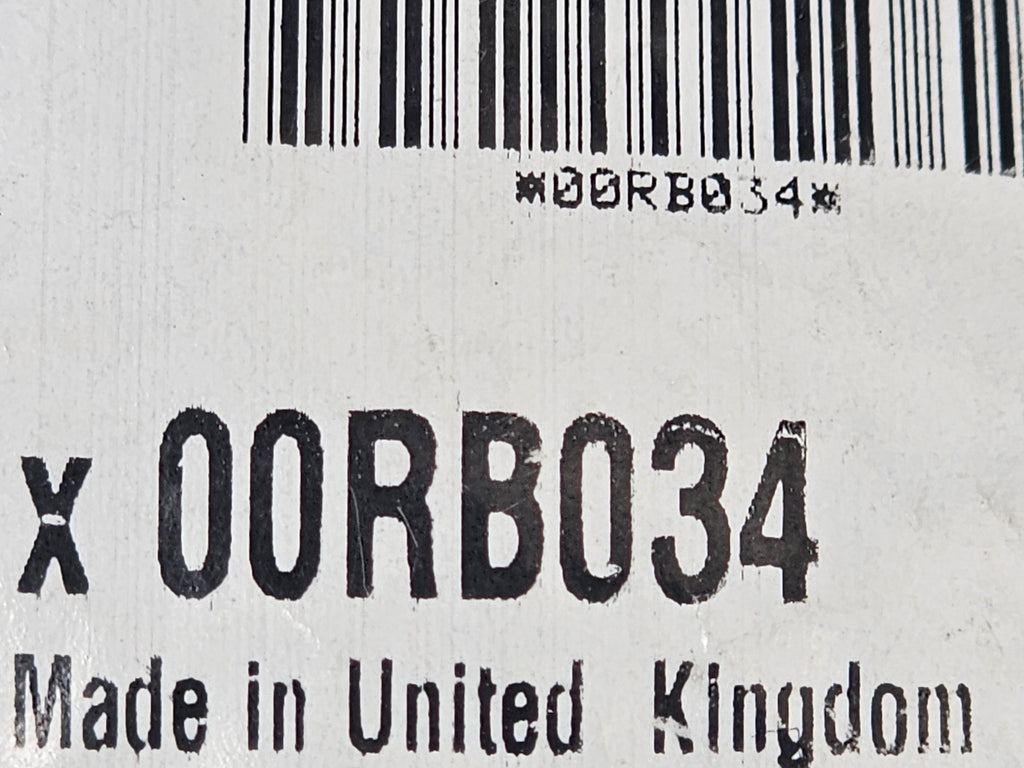 *00RB034*
x 00RB034
Made in United Kingdom